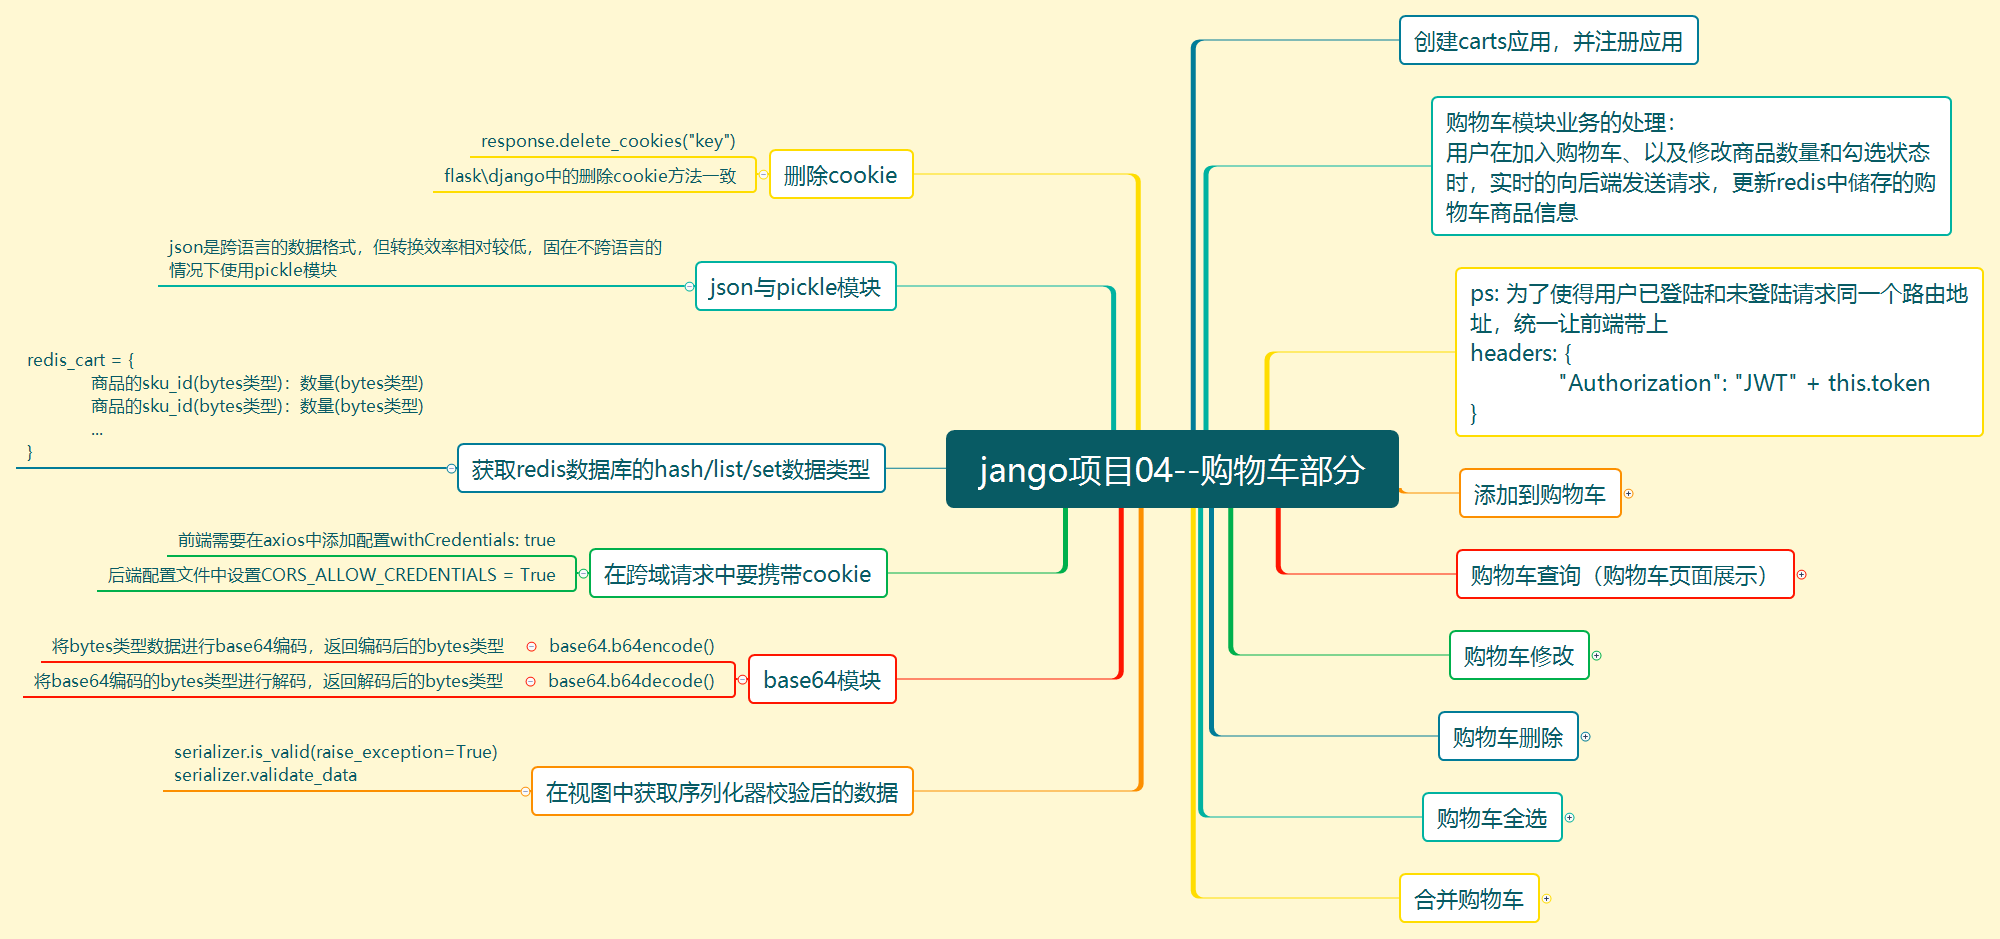 jango项目04--购物车部分
创建carts应用，并注册应用
购物车模块业务的处理：
用户在加入购物车、以及修改商品数量和勾选状态
时，实时的向后端发送请求，更新redis中储存的购
物车商品信息
ps: 为了使得用户已登陆和未登陆请求同一个路由地
址，统一让前端带上
headers: {
"Authorization": "JWT" + this.token
}
添加到购物车
购物车查询（购物车页面展示）
购物车修改
购物车删除
购物车全选
合并购物车
删除cookie
response.delete_cookies("key")
flask\django中的删除cookie方法一致
json与pickle模块
json是跨语言的数据格式，但转换效率相对较低，固在不跨语言的
情况下使用pickle模块
获取redis数据库的hash/list/set数据类型
redis_cart = {
商品的sku_id(bytes类型)：数量(bytes类型)
商品的sku_id(bytes类型)：数量(bytes类型)
...
}
在跨域请求中要携带cookie
前端需要在axios中添加配置withCredentials: true
后端配置文件中设置CORS_ALLOW_CREDENTIALS = True
base64模块
base64.b64encode()
将bytes类型数据进行base64编码，返回编码后的bytes类型
base64.b64decode()
将base64编码的bytes类型进行解码，返回解码后的bytes类型
在视图中获取序列化器校验后的数据
serializer.is_valid(raise_exception=True)
serializer.validate_data